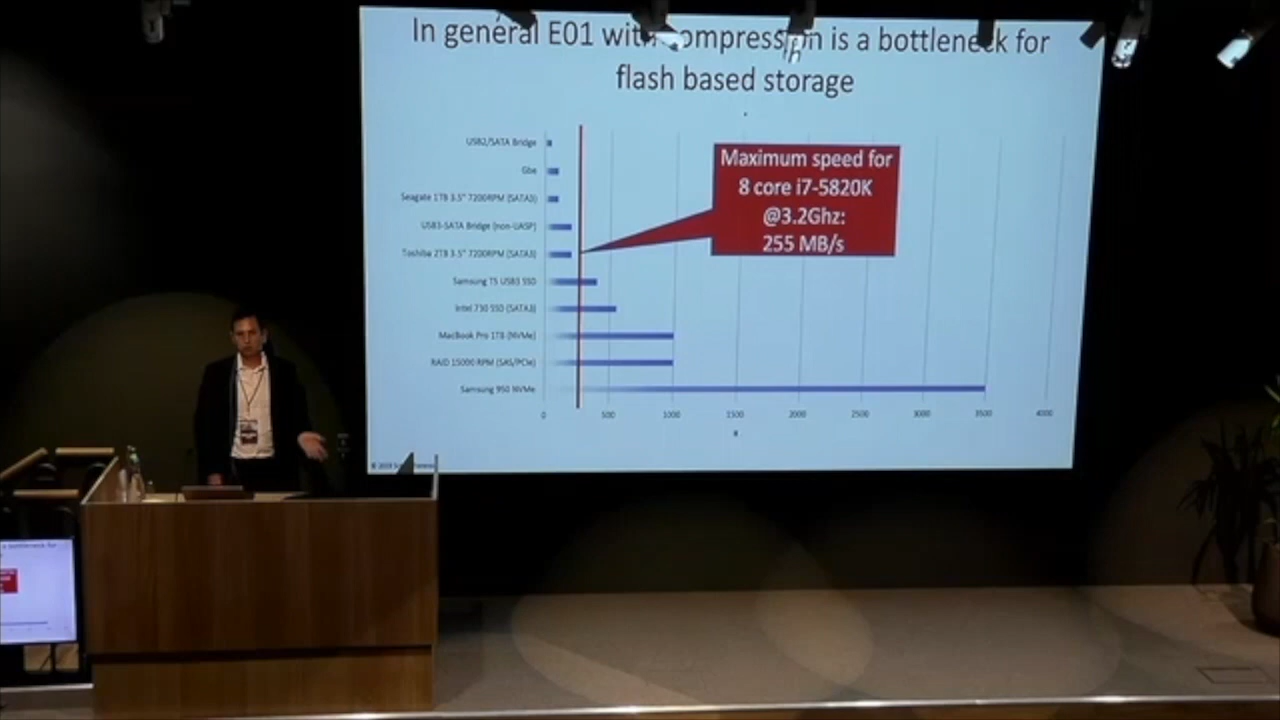 In general E01 with compression is a bottleneck for
flash based storage
USB2/SATA Bridge
Gbe
Seagate 1TB 3.5" 7200RPM (SATA3)
USB3-SATA Bridge (non-UASP)
Toshiba 2TB 3.5" 7200RPM (SATA3)
Samsung T5 USB3 SSD
Intel 730 SSD (SATA3)
MacBook Pro 1TB (NVMe)
RAID 15000 RPM (SAS/PCIe)
Samsung 950 NVMe
Maximum speed for
8 core i7-5820K
@3.2Ghz:
255 MB/s
0 500 1000 1500 2000 2500 3000 3500 4000
© 2019